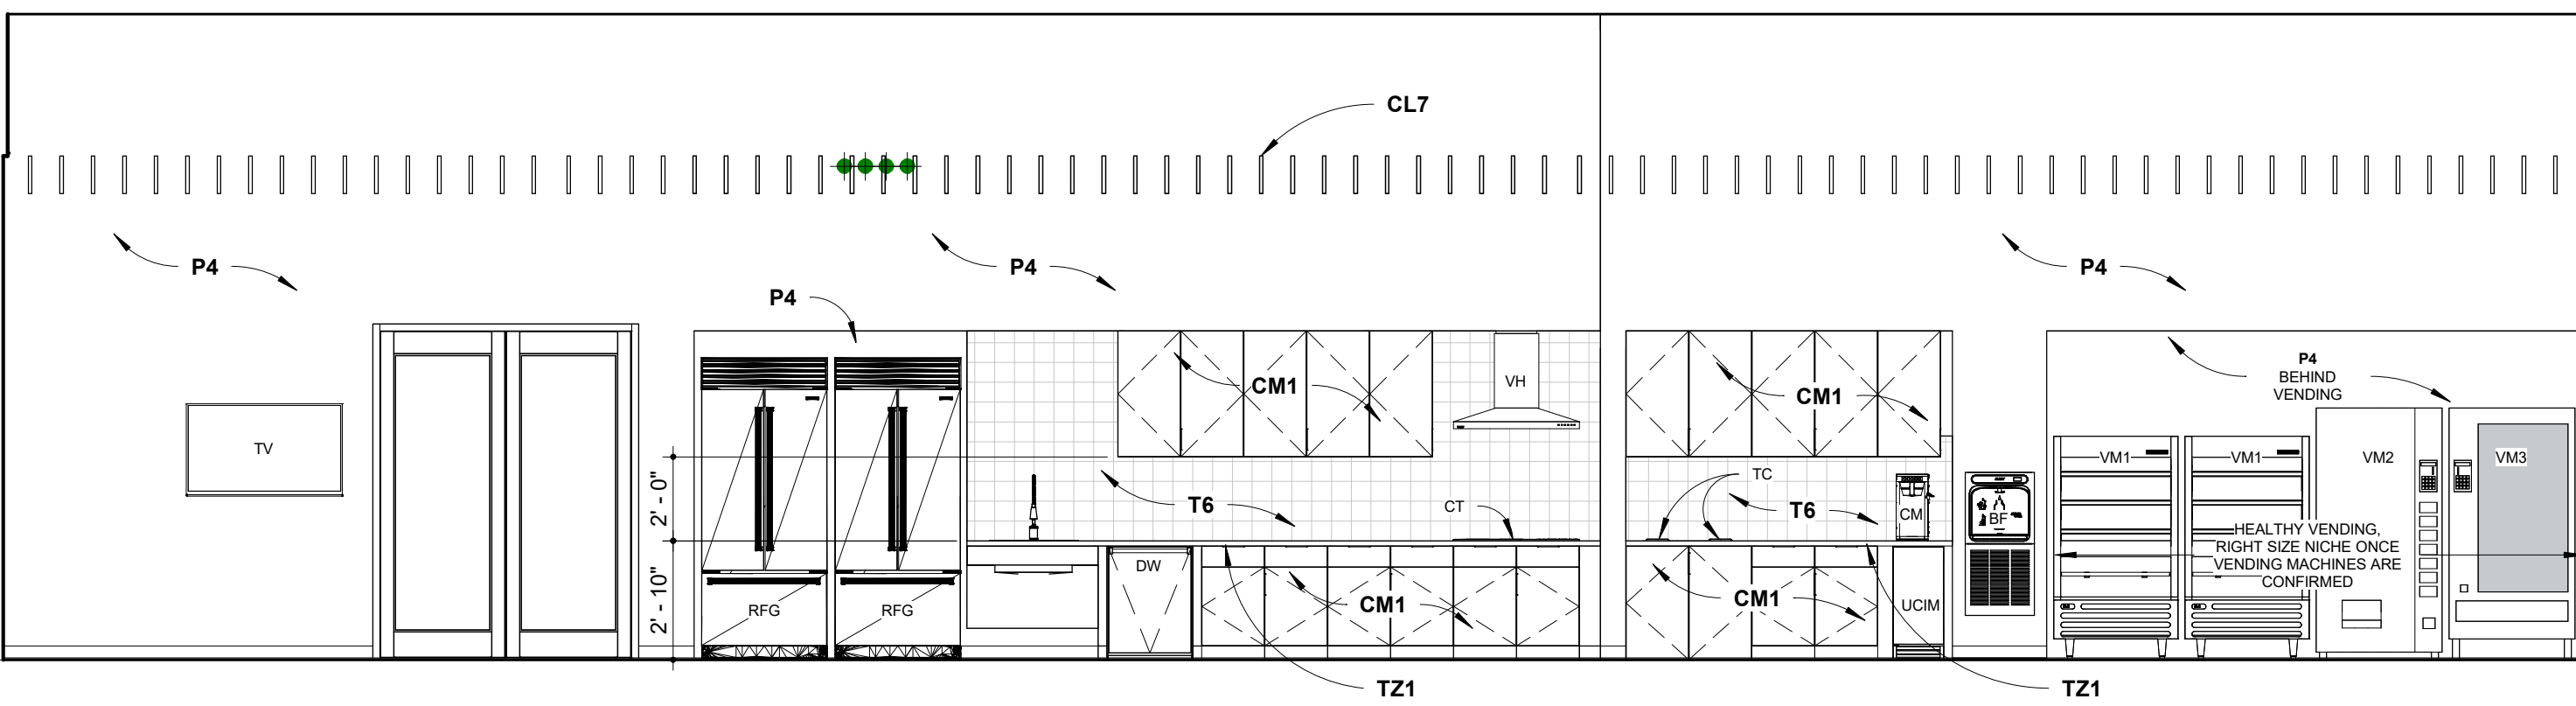 CL7
P4
P4
P4
P4
P4
BEHIND
VENDING
CM1
VH
CM1
TV
VM1
VM1
VM2
VM3
2' - 0"
T6
CT
TC
T6
CM
BF
HEALTHY VENDING,
RIGHT SIZE NICHE ONCE
VENDING MACHINES ARE
CONFIRMED
2' - 10"
RFG
RFG
DW
CM1
CM1
UCIM
TZ1
TZ1